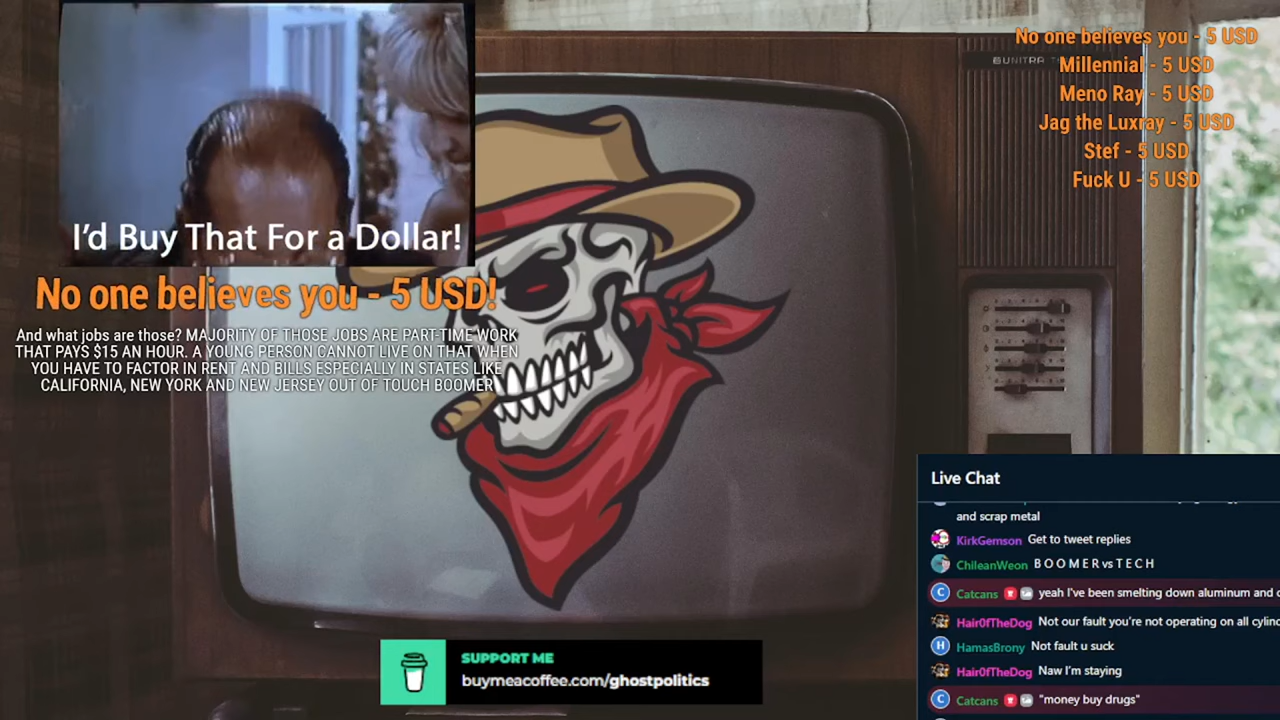 No one believes you - 5 USD
Millennial - 5 USD
Meno Ray - 5 USD
Jag the Luxray - 5 USD
Stef - 5 USD
Fuck U - 5 USD
UNITRA
I'd Buy That For a Dollar!
No one believes you - 5 USD!
And what jobs are those? MAJORITY OF THOSE JOBS ARE PART-TIME WORK
THAT PAYS $15 AN HOUR. A YOUNG PERSON CANNOT LIVE ON THAT WHEN
YOU HAVE TO FACTOR IN RENT AND BILLS ESPECIALLY IN STATES LIKE
CALIFORNIA, NEW YORK AND NEW JERSEY OUT OF TOUCH BOOMER
SUPPORT ME
buymeacoffee.com/ghostpolitics
Live Chat
and scrap metal
KirkGemson Get to tweet replies
ChileanWeon B O O M E R vs T E C H
C Catcans yeah I've been smelting down aluminum and
Hair0fTheDog Not our fault you're not operating on all
H HamasBrony Not fault u suck
Hair0fTheDog Naw I'm staying
C Catcans "money buy drugs"